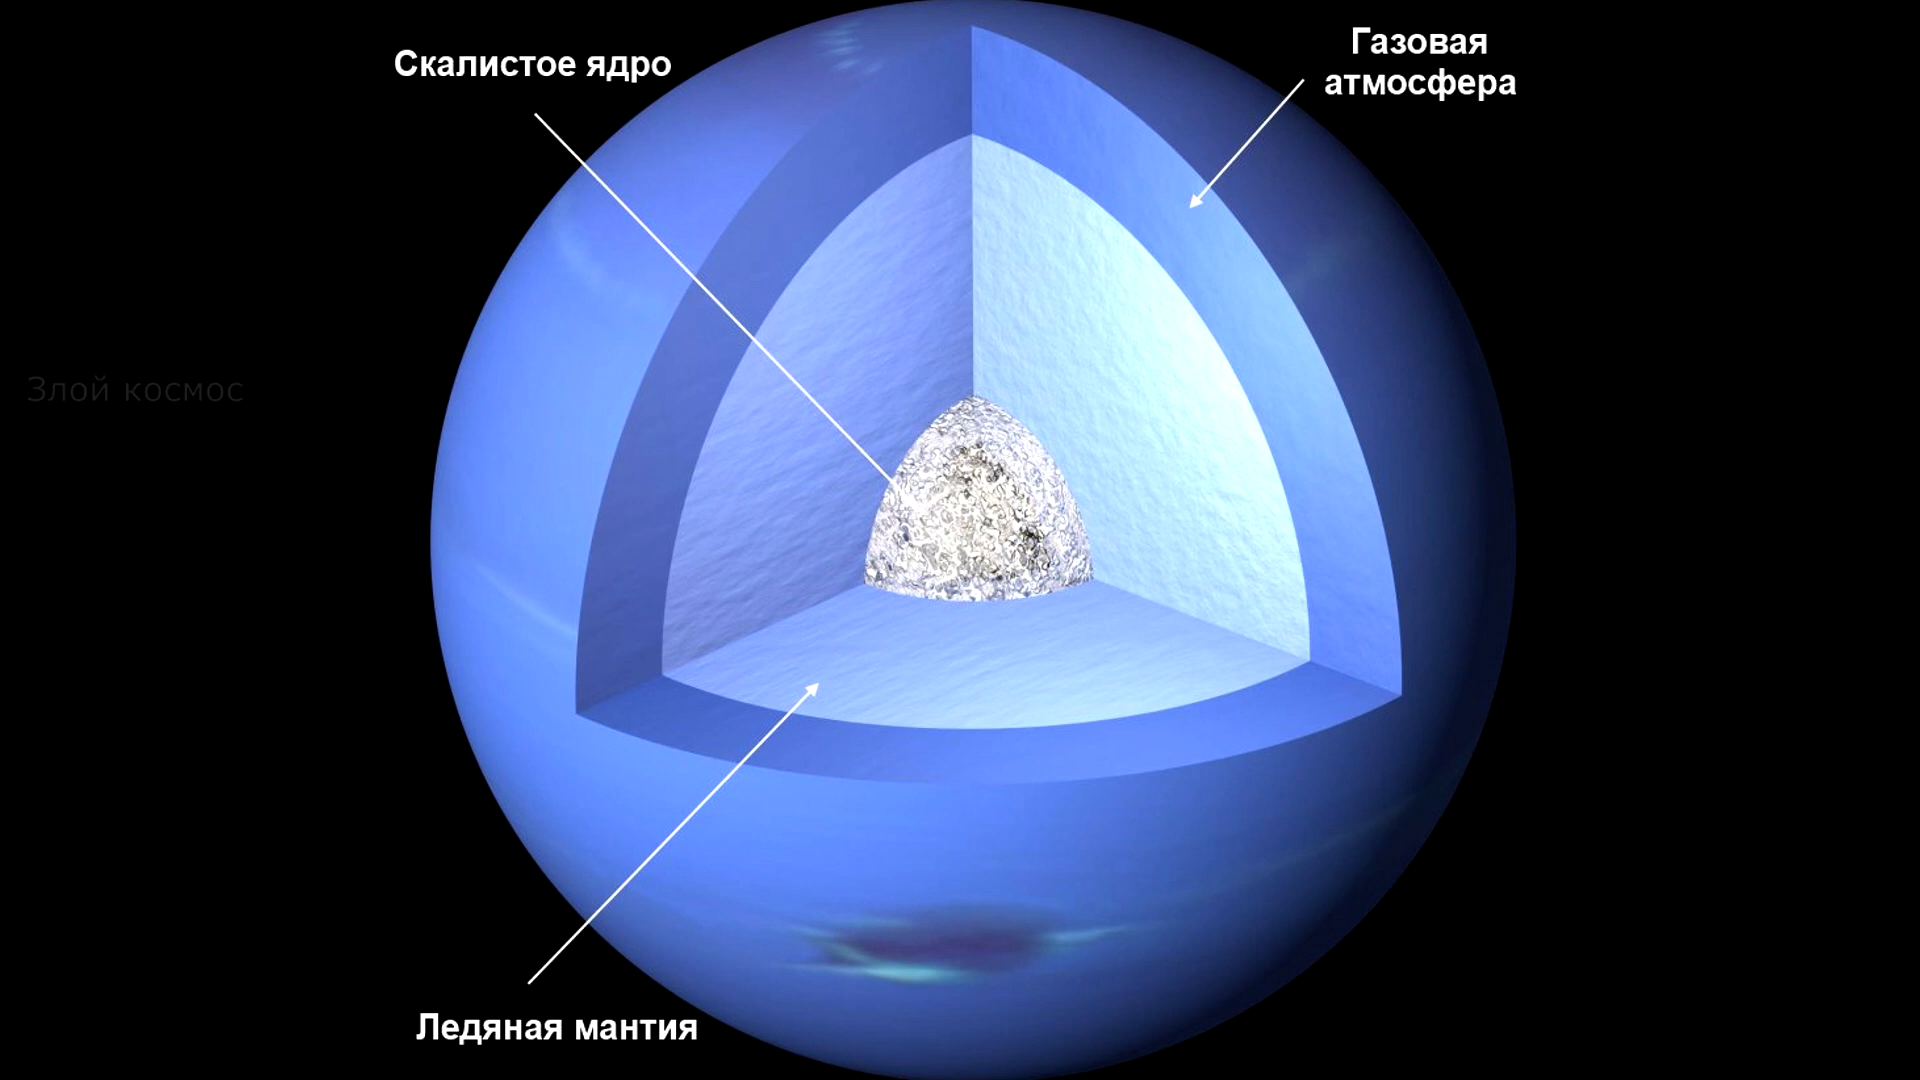 Скалистое ядро
Газовая
атмосфера
Злой космос
Ледяная мантия